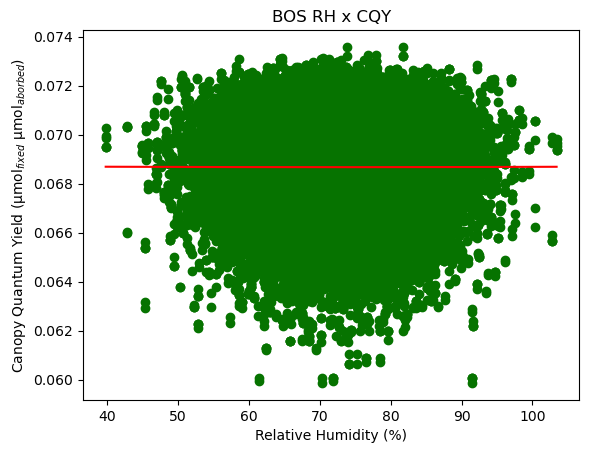 BOS RH x CQY
Canopy Quantum Yield (µmol_fixed µmol_aborbed)
0.074
0.072
0.070
0.068
0.066
0.064
0.062
0.060
40 50 60 70 80 90 100
Relative Humidity (%)